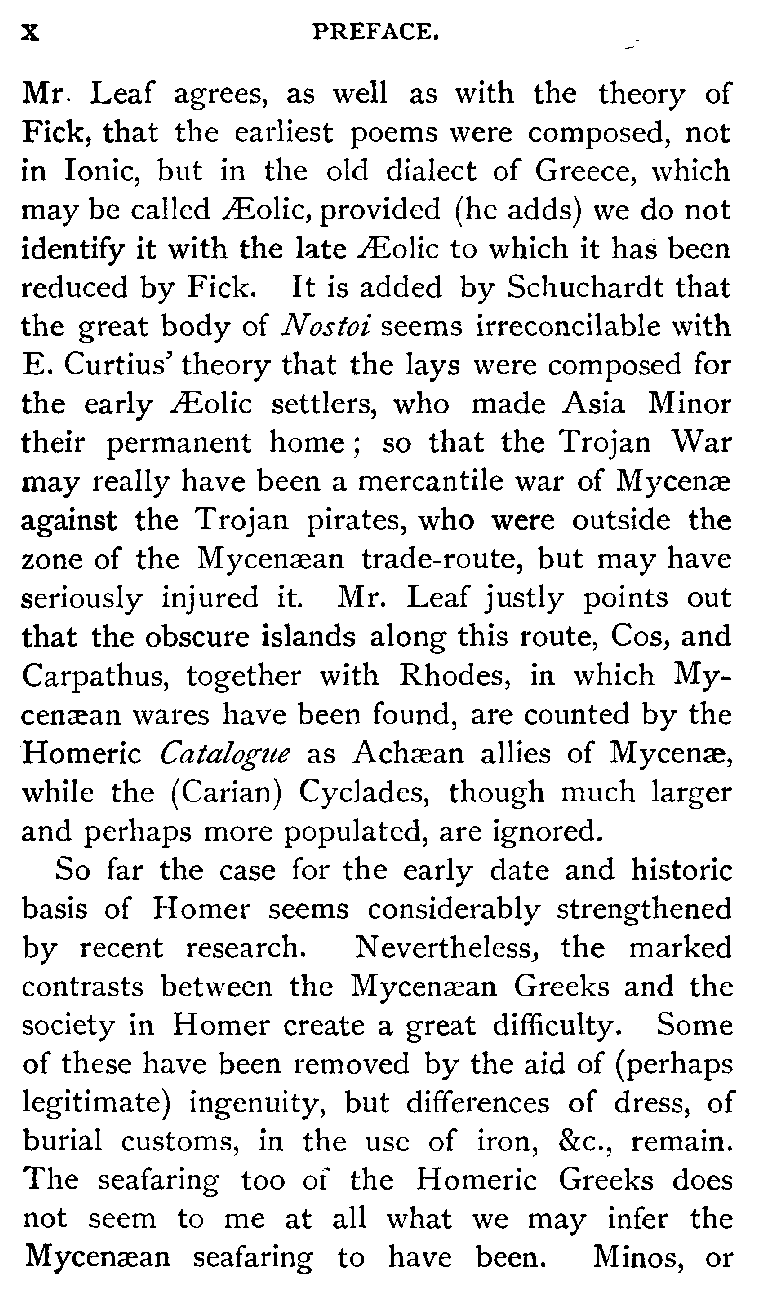 X PREFACE.
Mr. Leaf agrees, as well as with the theory of
Fick, that the earliest poems were composed, not
in Ionic, but in the old dialect of Greece, which
may be called Æolic, provided (he adds) we do not
identify it with the late Æolic to which it has been
reduced by Fick. It is added by Schuchardt that
the great body of Nostoi seems irreconcilable with
E. Curtius’ theory that the lays were composed for
the early Æolic settlers, who made Asia Minor
their permanent home ; so that the Trojan War
may really have been a mercantile war of Mycenæ
against the Trojan pirates, who were outside the
zone of the Mycenæan trade-route, but may have
seriously injured it. Mr. Leaf justly points out
that the obscure islands along this route, Cos, and
Carpathus, together with Rhodes, in which My-
cenæan wares have been found, are counted by the
Homeric Catalogue as Achæan allies of Mycenæ,
while the (Carian) Cyclades, though much larger
and perhaps more populated, are ignored.
So far the case for the early date and historic
basis of Homer seems considerably strengthened
by recent research. Nevertheless, the marked
contrasts between the Mycenæan Greeks and the
society in Homer create a great difficulty. Some
of these have been removed by the aid of (perhaps
legitimate) ingenuity, but differences of dress, of
burial customs, in the use of iron, &c., remain.
The seafaring too of the Homeric Greeks does
not seem to me at all what we may infer the
Mycenæan seafaring to have been. Minos, or